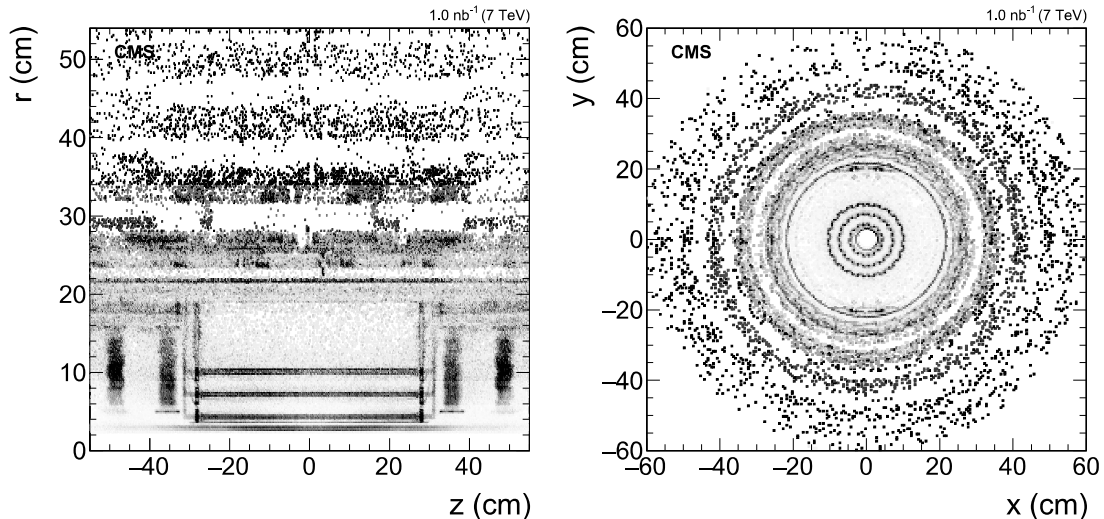 1.0 nb⁻¹ (7 TeV)
CMS
r (cm)
50
40
30
20
10
0
−40 −20 0 20 40
z (cm)
1.0 nb⁻¹ (7 TeV)
CMS
y (cm)
60
40
20
0
−20
−40
−60
−60 −40 −20 0 20 40 60
x (cm)